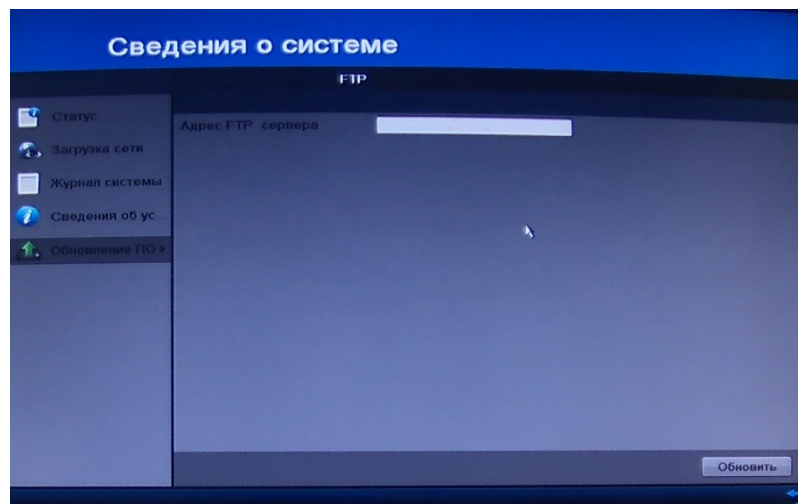 Сведения о системе
FTP
Статус
Загрузка сети
Журнал системы
Сведения об ус...
Обновление ПО >
Адрес FTP сервера
Обновить